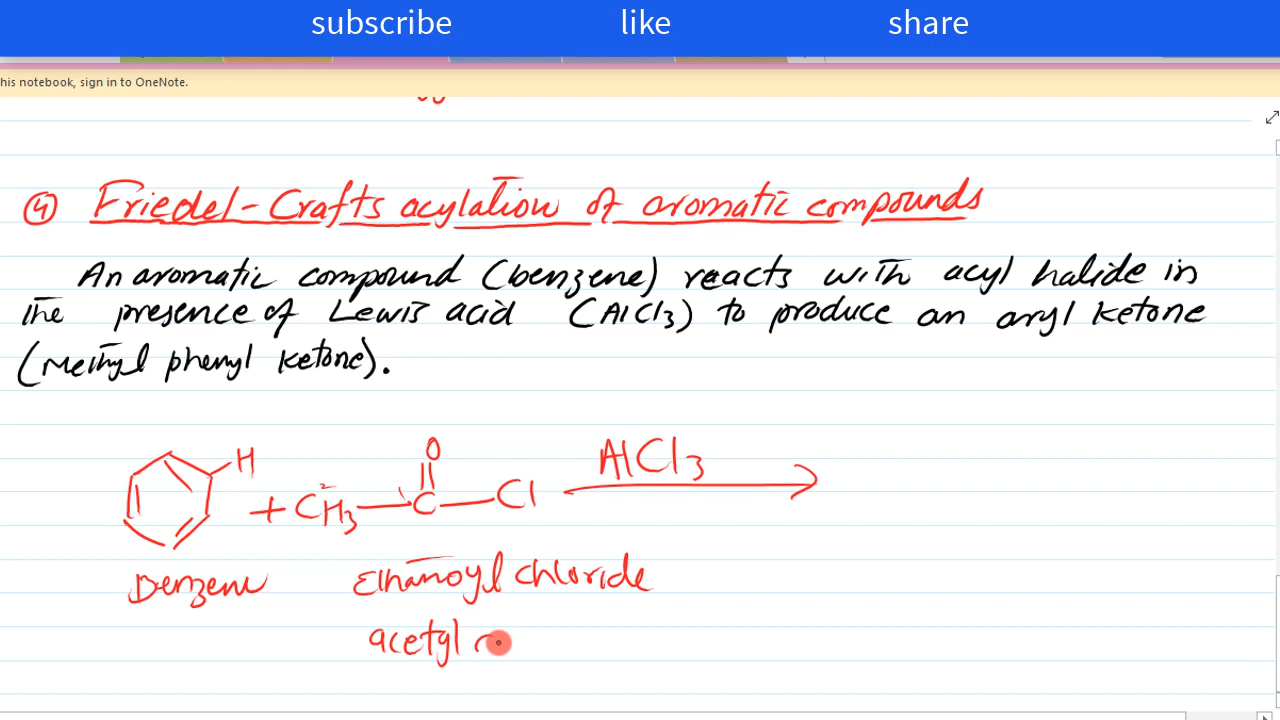 subscribe like share
his notebook, sign in to OneNote.
④ Friedel-Crafts acylation of aromatic compounds
An aromatic compound (benzene) reacts with acyl halide in
the presence of Lewis acid (AlCl3) to produce an aryl ketone
(Methyl phenyl ketone).
H + CH3 2 1 C O Cl AlCl3
Benzene Ethanoyl chloride
acetyl c